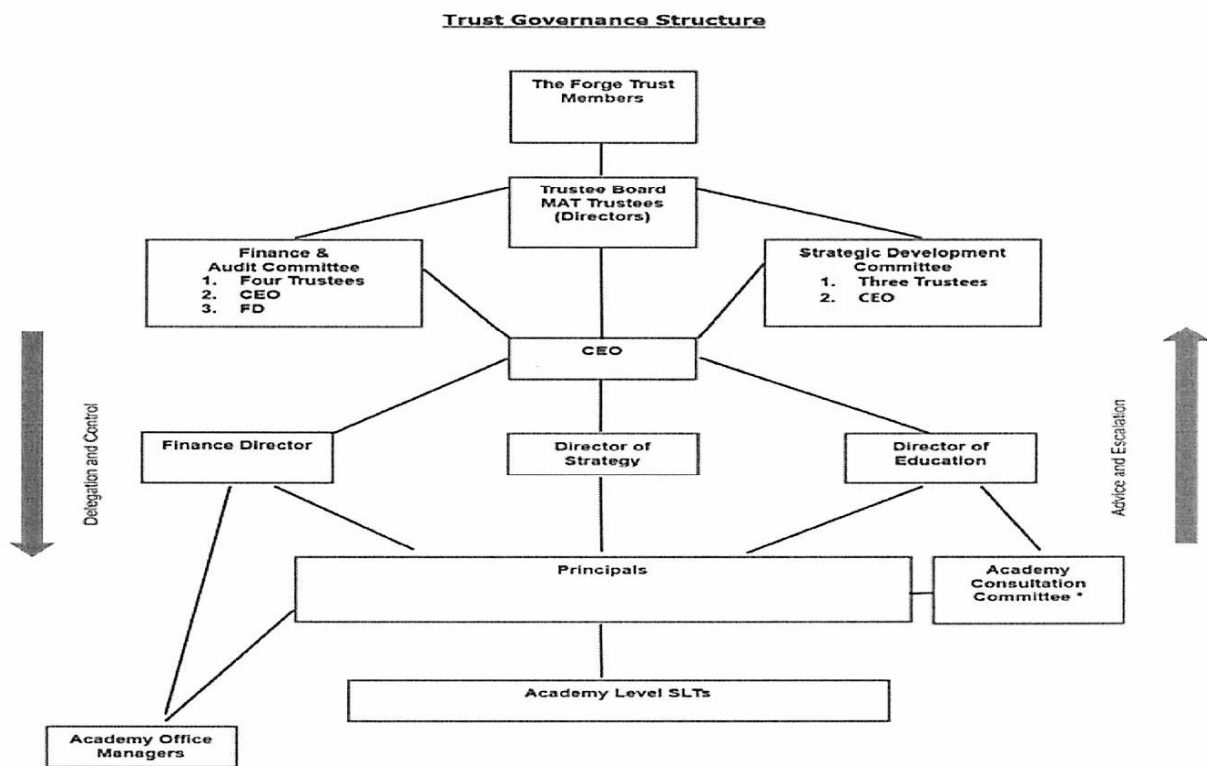 Trust Governance Structure
The Forge Trust
Members
Trustee Board
MAT Trustees
(Directors)
Finance &
Audit Committee
1. Four Trustees
2. CEO
3. FD
Strategic Development
Committee
1. Three Trustees
2. CEO
CEO
Delegation and Control
Advice and Escalation
Finance Director
Director of
Strategy
Director of
Education
Principals
Academy
Consultation
Committee *
Academy Level SLTs
Academy Office
Managers